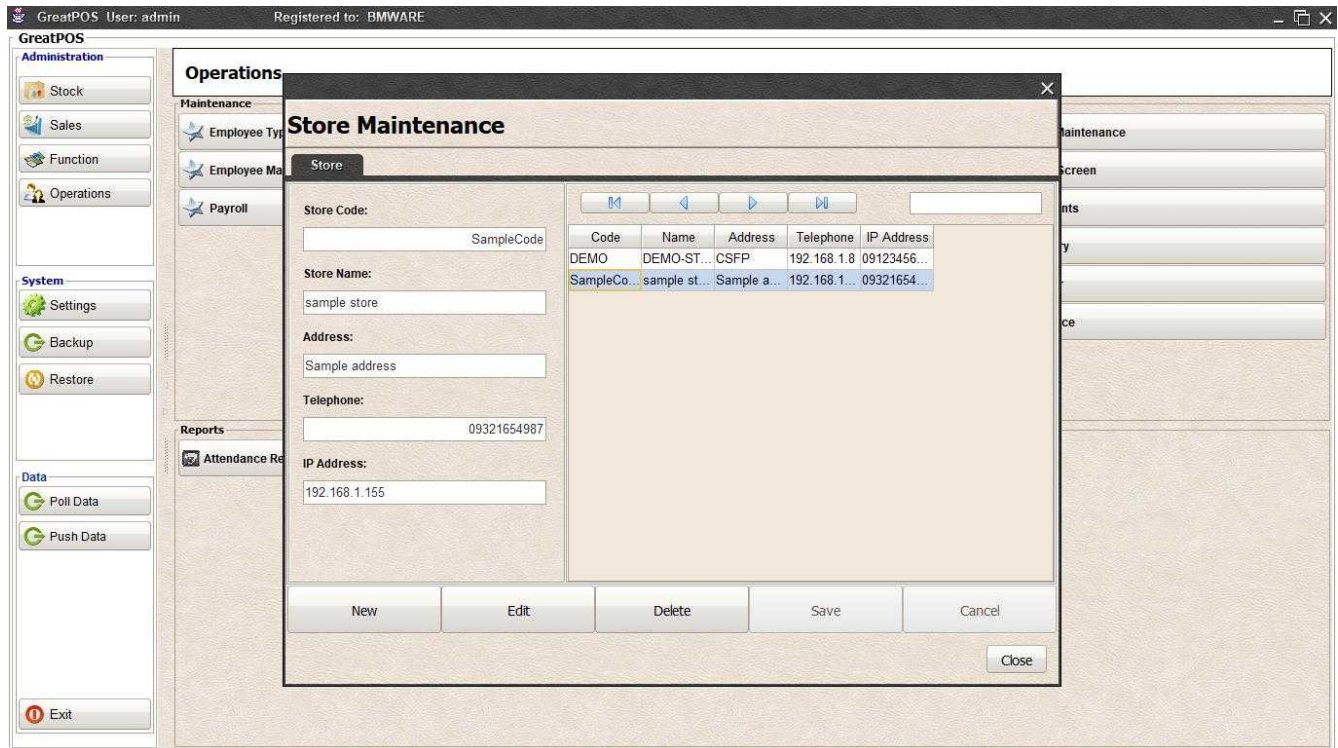 GreatPOS User: admin Registered to: BMWARE
GreatPOS
Administration
Stock
Sales
Function
Operations
System
Settings
Backup
Restore
Data
Poll Data
Push Data
Exit
Operations
Maintenance
Employee Typ
Employee Ma
Payroll
Reports
Attendance Re
Store Maintenance
Store
Store Code:
SampleCode
Store Name:
sample store
Address:
Sample address
Telephone:
09321654987
IP Address:
192.168.1.155
Code Name Address Telephone IP Address
DEMO DEMO-ST... CSFP 192.168.1.8 09123456...
SampleCo... sample st... Sample a... 192.168.1... 09321654...
New Edit Delete Save Cancel
Close
Maintenance
Screen
nts
y
ce